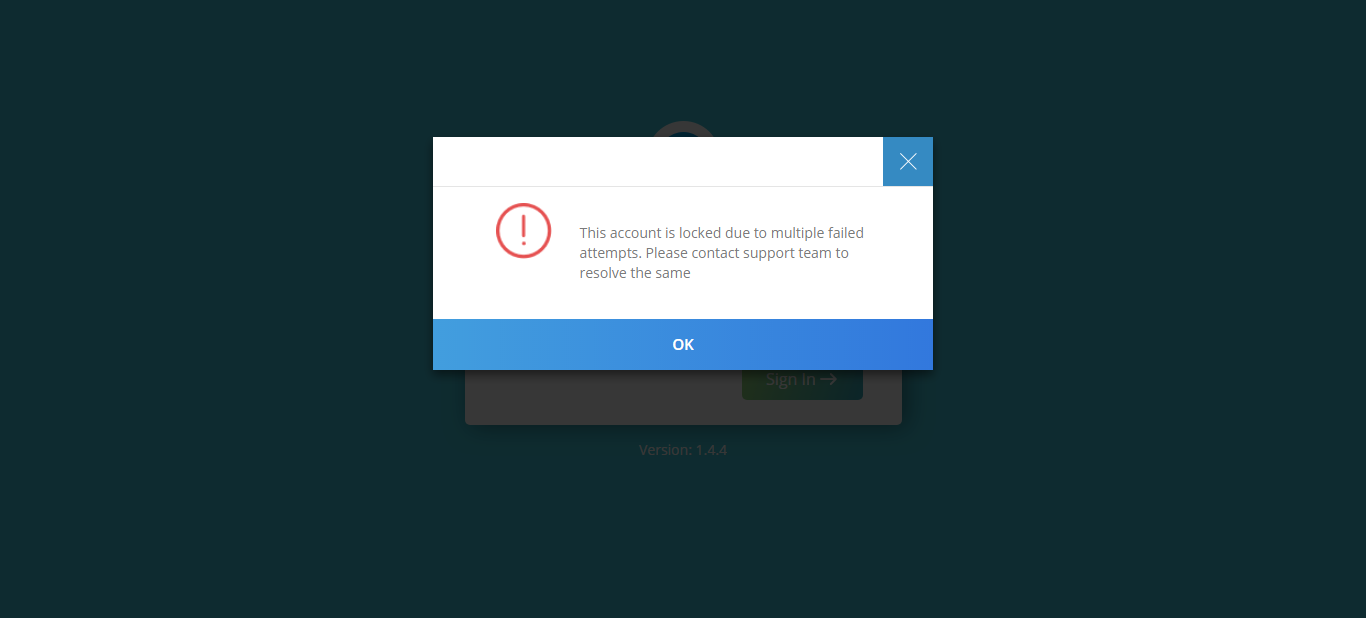 This account is locked due to multiple failed
attempts. Please contact support team to
resolve the same
OK
Sign In
Version: 1.4.4